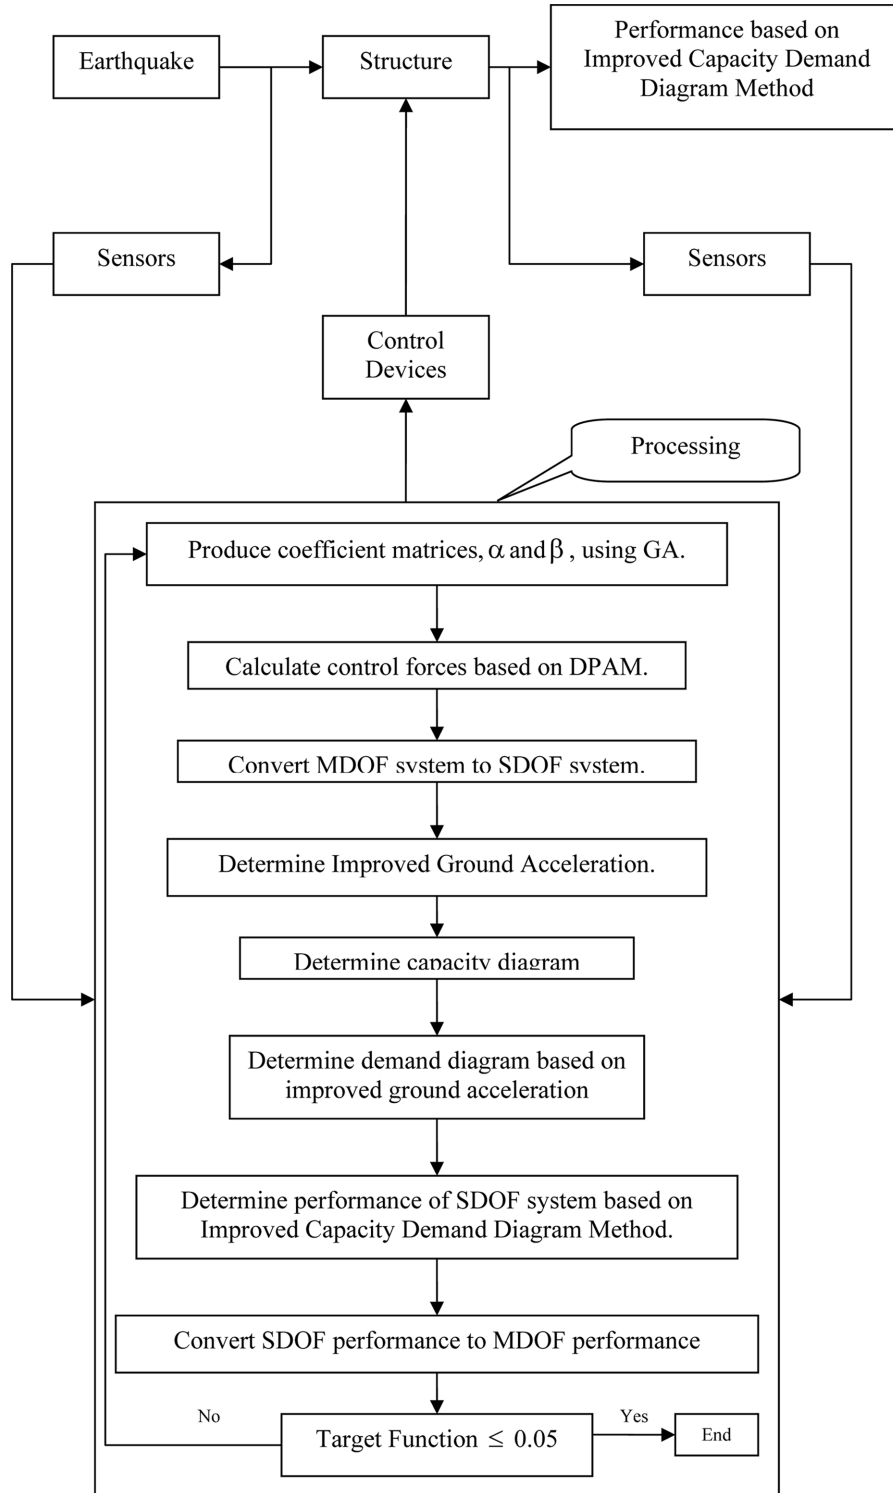 Earthquake
Structure
Performance based on
Improved Capacity Demand
Diagram Method
Sensors
Sensors
Control
Devices
Processing
Produce coefficient matrices, α and β , using GA.
Calculate control forces based on DPAM.
Convert MDOF system to SDOF system.
Determine Improved Ground Acceleration.
Determine capacity diagram
Determine demand diagram based on
improved ground acceleration
Determine performance of SDOF system based on
Improved Capacity Demand Diagram Method.
Convert SDOF performance to MDOF performance
No
Target Function ≤ 0.05
Yes
End